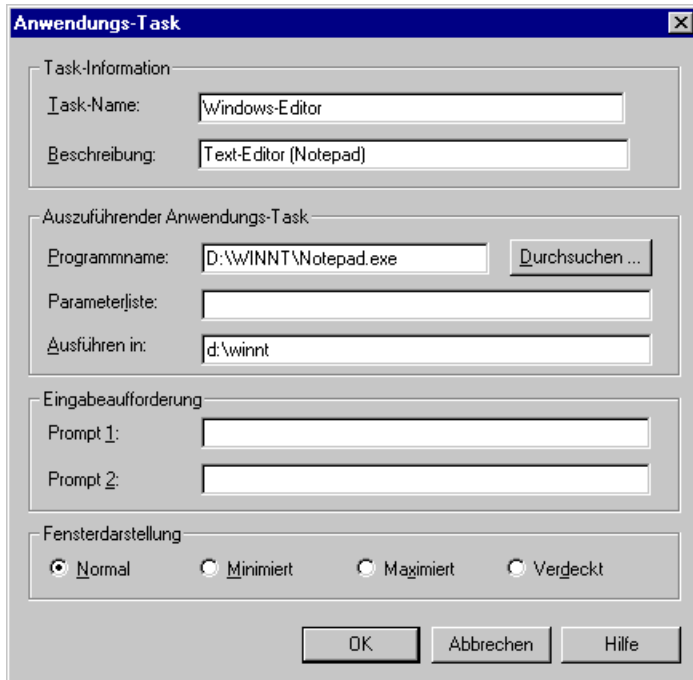 Anwendungs-Task
Task-Information
Task-Name: Windows-Editor
Beschreibung: Text-Editor (Notepad)
Auszuführender Anwendungs-Task
Programmname: D:\WINNT\Notepad.exe Durchsuchen ...
Parameterliste:
Ausführen in: d:\winnt
Eingabeaufforderung
Prompt 1:
Prompt 2:
Fensterdarstellung
Normal Minimiert Maximiert Verdeckt
OK Abbrechen Hilfe